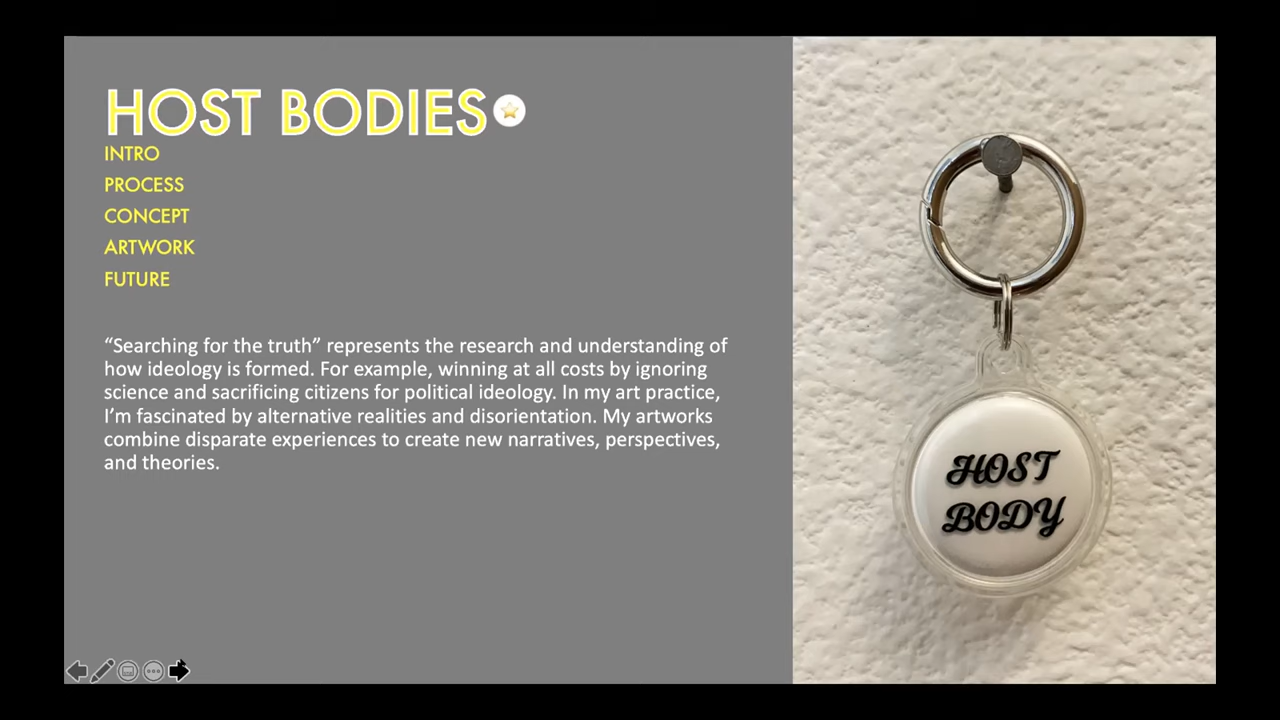 HOST BODIES
INTRO
PROCESS
CONCEPT
ARTWORK
FUTURE
“Searching for the truth” represents the research and understanding of
how ideology is formed. For example, winning at all costs by ignoring
science and sacrificing citizens for political ideology. In my art practice,
I’m fascinated by alternative realities and disorientation. My artworks
combine disparate experiences to create new narratives, perspectives,
and theories.
HOST
BODY